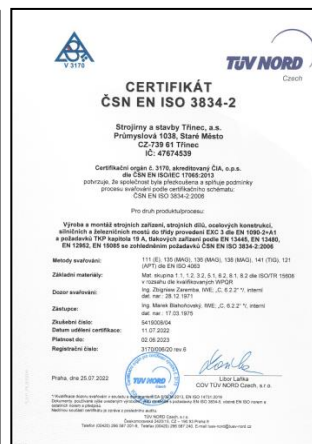 V 3170
TÜV NORD
Czech
CERTIFIKÁT
ČSN EN ISO 3834-2
Strojírny a stavby Třinec, a.s.
Průmyslová 1038, Staré Město
CZ-739 61 Třinec
IČ: 47674539
Certifikační orgán č. 3170, akreditovaný ČIA, o.p.s.
dle ČSN EN ISO/IEC 17065:2013
potvrzuje, že společnost byla přezkoušena a splňuje podmínky
procesu svařování podle certifikačního schématu
ČSN EN ISO 3834-2:2006
Pro druh produktu/procesu:
Výroba a montáž strojních zařízení, strojních dílů, ocelových konstrukcí,
silničních a železničních mostů do třídy provedení EXC 3 dle EN 1090-2+A1
a požadavků TKP kapitola 19 A, tlakových zařízení podle EN 13445, EN 13480,
EN 12952, EN 15085 se zohledněním požadavků ČSN EN ISO 3834-2:2006
Metody svařování: 111 (E), 135 (MAG), 136 (MAG), 138 (MAG), 141 (TIG), 121
(APT) dle EN ISO 4063
Základní materiály: Mat. skupina 1.1, 1.2, 3.2, 5.1, 6.2, 8.1, 8.2 dle ISO/TR 15608
v rozsahu dle kvalifikovaných WPQR
Dozor svařování: Ing. Zbigniew Zaremba, IWE, „C, 6.2.2" *), interní
dat. nar.: 28.12.1971
Zástupce: Ing. Marek Blahořovský, IWE, „C, 6.2.2" *), interní
dat. nar.: 17.03.1975
Zkušební číslo: 6419008/04
Datum udělení certifikace: 11.07.2022
Platnost do: 02.06.2023
Registrační číslo: 3170/006/20 rev.6
Praha, dne 25.07.2022
TÜV NORD
Libor Lafka
COV TÜV NORD Czech, s.r.o.
TÜV NORD Czech, s.r.o.